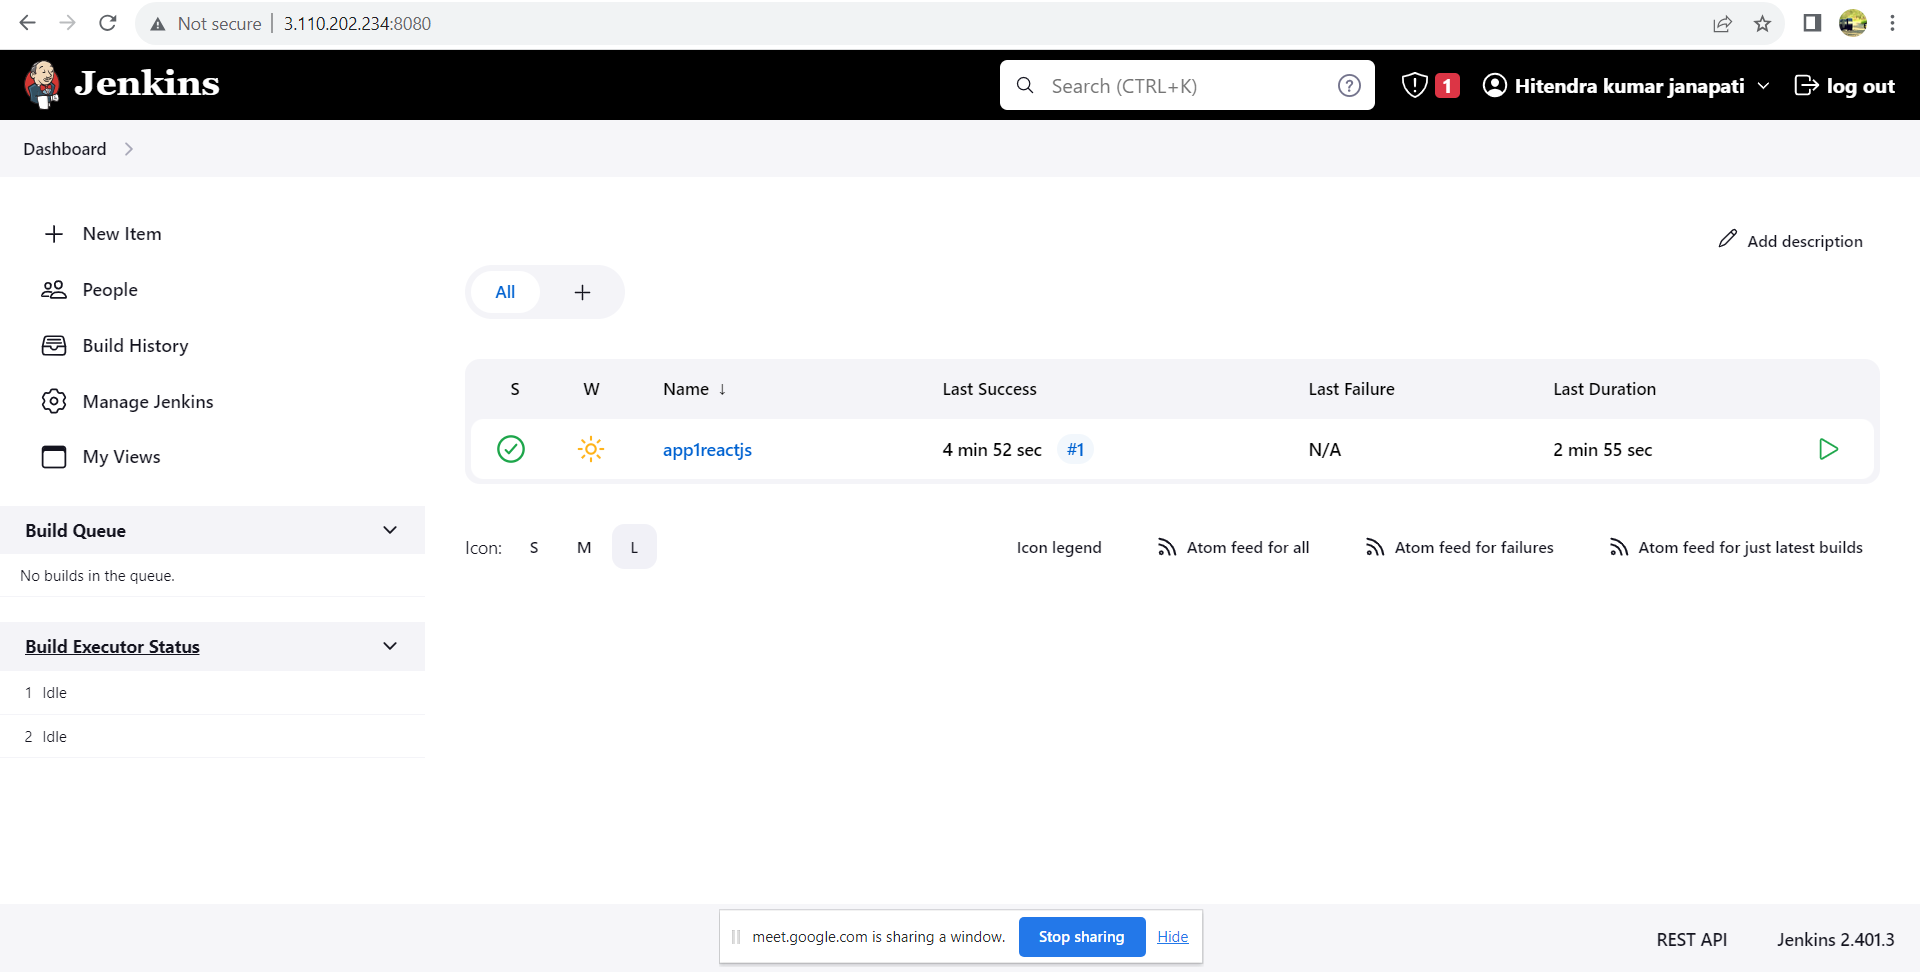 Not secure 3.110.202.234:8080
Jenkins
Search (CTRL+K)
1
Hitendra kumar janapati
log out
Dashboard
New Item
People
Build History
Manage Jenkins
My Views
Build Queue
No builds in the queue.
Build Executor Status
1 Idle
2 Idle
Add description
All +
S W Name ↓ Last Success Last Failure Last Duration
app1reactjs 4 min 52 sec #1 N/A 2 min 55 sec
Icon: S M L
Icon legend Atom feed for all Atom feed for failures Atom feed for just latest builds
meet.google.com is sharing a window. Stop sharing Hide
REST API Jenkins 2.401.3